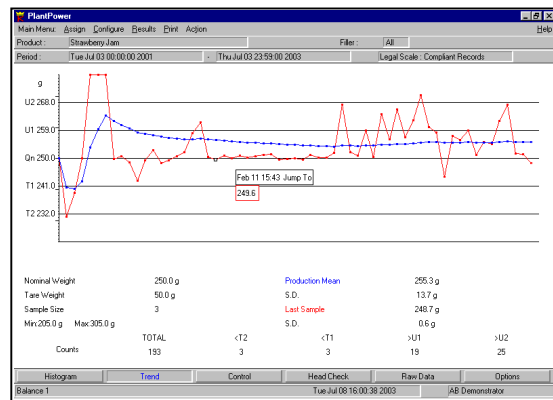 PlantPower
Main Menu: Assign Configure Results Print Action Help
Product : Strawberry Jam Filler : All
Period : Tue Jul 03 00:00:00 2001 - Thu Jul 03 23:59:00 2003 Legal Scale : Compliant Records
g
U2 268.0
U1 259.0
Qn 250.0
T1 241.0
T2 232.0
Feb 11 15:43 Jump To
249.6
Nominal Weight 250.0 g Production Mean 255.3 g
Tare Weight 50.0 g S.D. 13.7 g
Sample Size 3 Last Sample 248.7 g
Min:205.0 g Max:305.0 g S.D. 0.6 g
TOTAL <T2 <T1 >U1 >U2
Counts 193 3 3 19 25
Histogram Trend Control Head Check Raw Data Options
Balance 1 Tue Jul 08 16:00:38 2003 AB Demonstrator